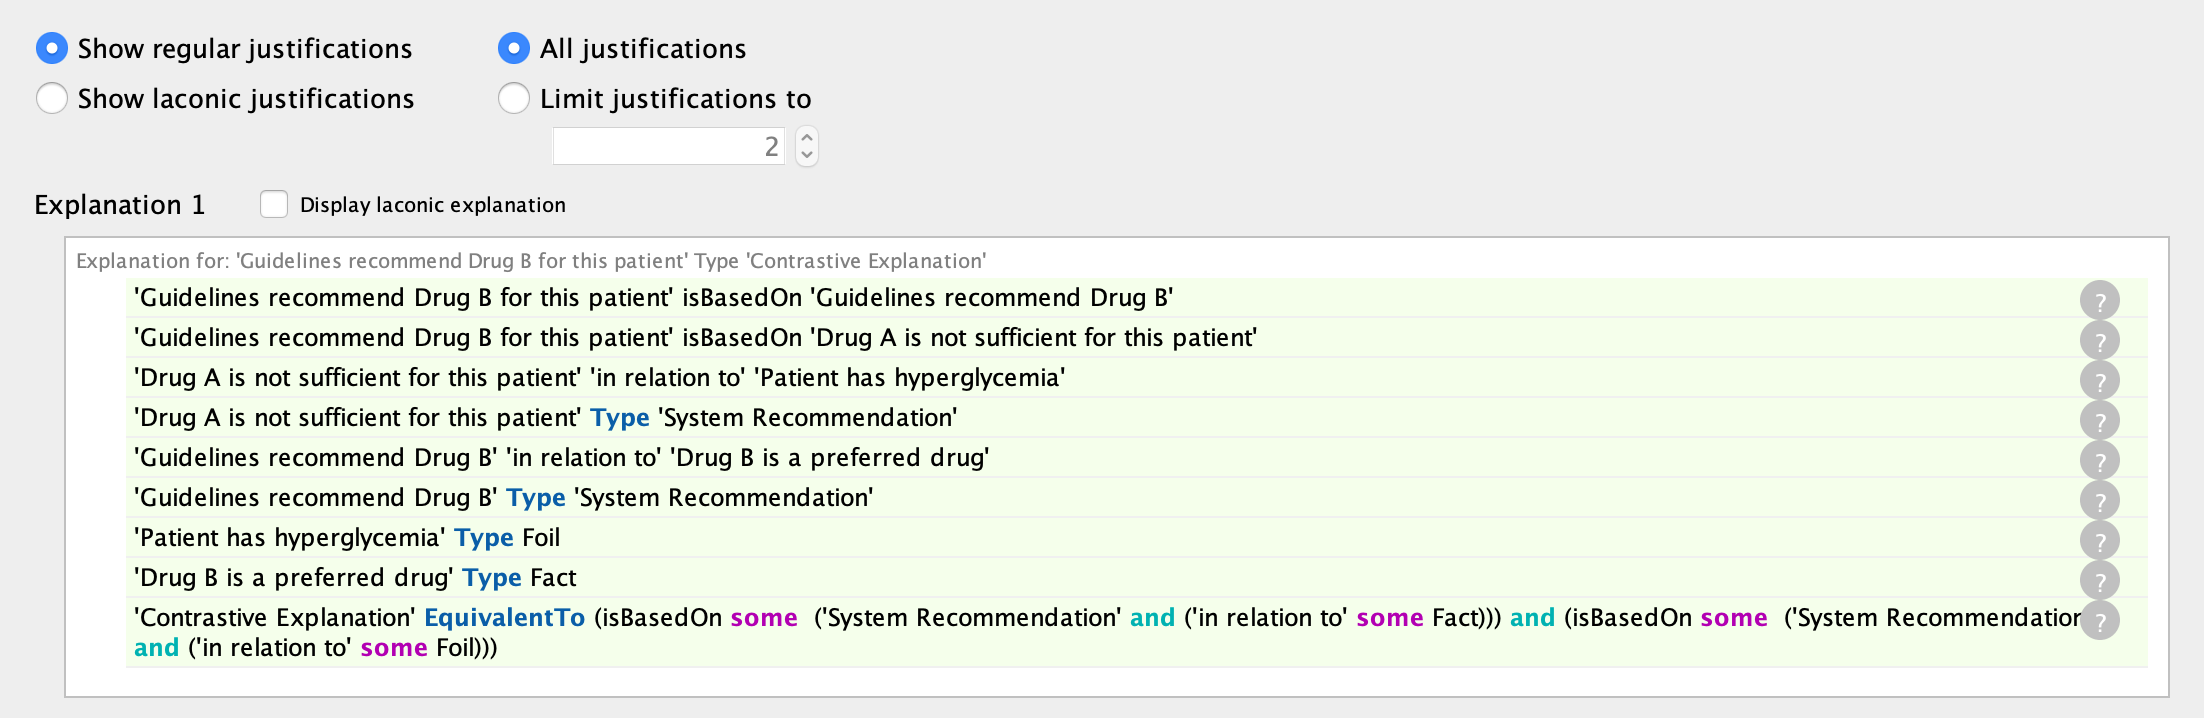 Show regular justifications
All justifications
Show laconic justifications
Limit justifications to
2
Explanation 1
Display laconic explanation
Explanation for: 'Guidelines recommend Drug B for this patient' Type 'Contrastive Explanation'
'Guidelines recommend Drug B for this patient' isBasedOn 'Guidelines recommend Drug B'
?
'Guidelines recommend Drug B for this patient' isBasedOn 'Drug A is not sufficient for this patient'
?
'Drug A is not sufficient for this patient' 'in relation to' 'Patient has hyperglycemia'
?
'Drug A is not sufficient for this patient' Type 'System Recommendation'
?
'Guidelines recommend Drug B' 'in relation to' 'Drug B is a preferred drug'
?
'Guidelines recommend Drug B' Type 'System Recommendation'
?
'Patient has hyperglycemia' Type Foil
?
'Drug B is a preferred drug' Type Fact
?
'Contrastive Explanation' EquivalentTo (isBasedOn some ('System Recommendation' and ('in relation to' some Fact))) and (isBasedOn some ('System Recommendation
?
and ('in relation to' some Foil)))